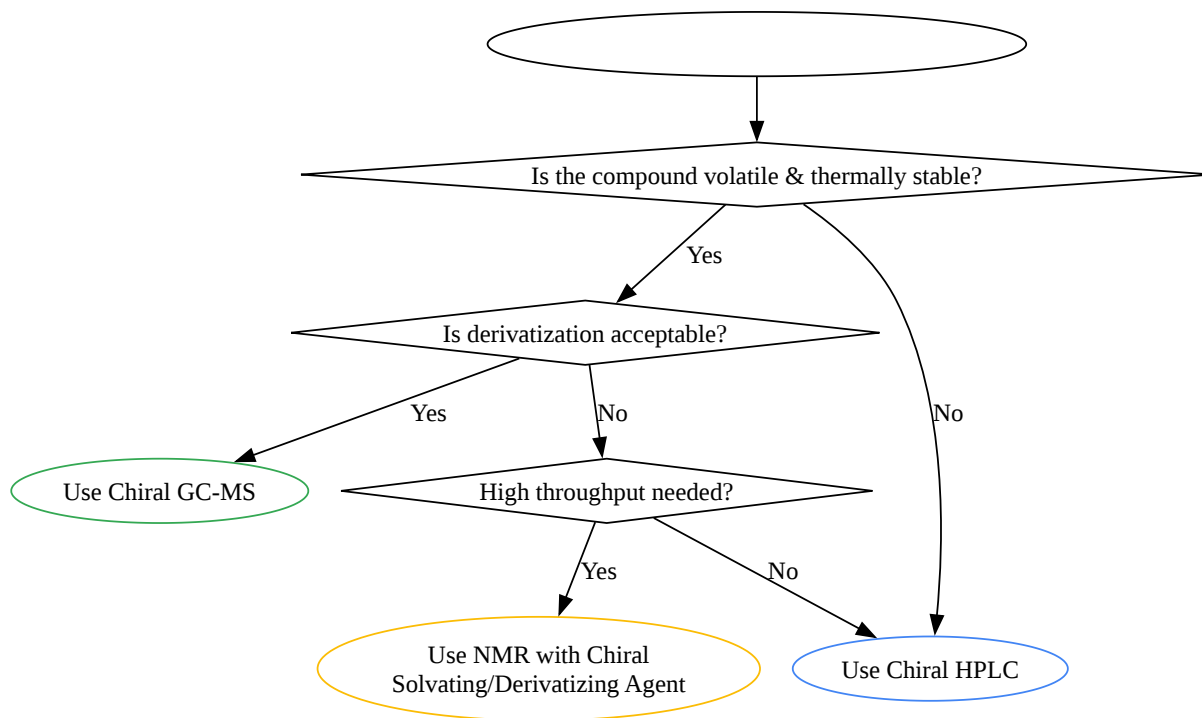 Is the compound volatile & thermally stable?
Yes
Is derivatization acceptable?
Yes
No
No
Use Chiral GC-MS
High throughput needed?
Yes
No
Use NMR with Chiral
Solvating/Derivatizing Agent
Use Chiral HPLC